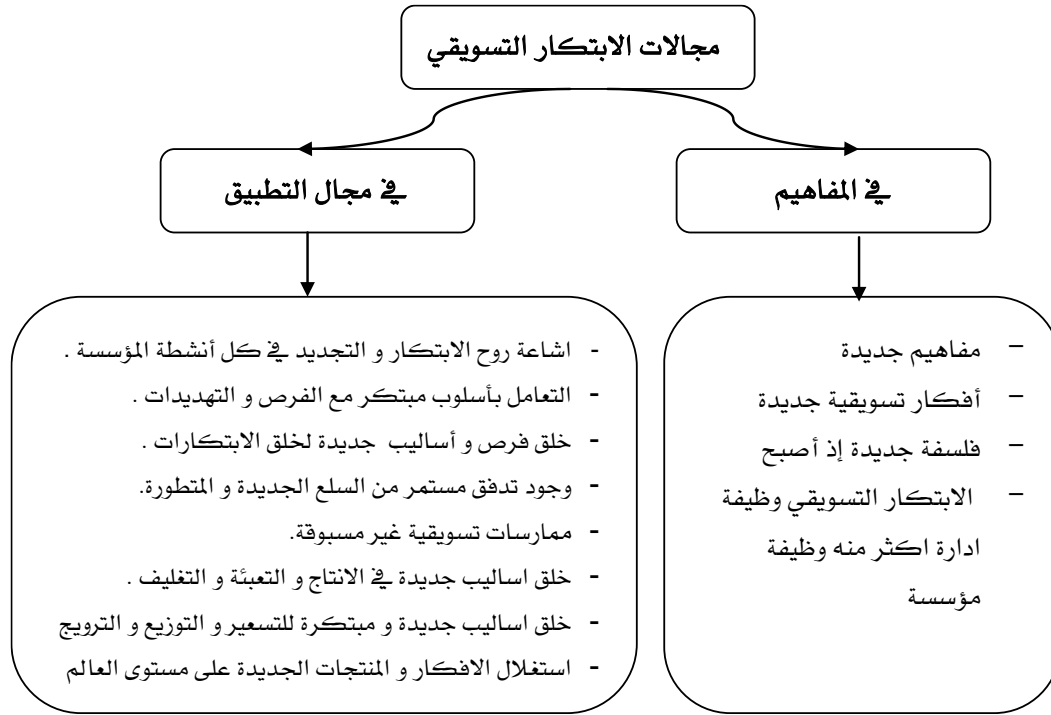 مجالات الابتكار التسويقي
في المفاهيم
في مجال التطبيق
– مفاهيم جديدة
– أفكار تسويقية جديدة
– فلسفة جديدة إذ أصبح
– الابتكار التسويقي وظيفة
ادارة اكثر منه وظيفة
مؤسسة
- اشاعة روح الابتكار و التجديد في كل أنشطة المؤسسة .
- التعامل بأسلوب مبتكر مع الفرص و التهديدات .
- خلق فرص و أساليب جديدة لخلق الابتكارات .
- وجود تدفق مستمر من السلع الجديدة و المتطورة.
- ممارسات تسويقية غير مسبوقة.
- خلق اساليب جديدة في الانتاج و التعبئة و التغليف .
- خلق اساليب جديدة و مبتكرة للتسعير و التوزيع و الترويج
- استغلال الافكار و المنتجات الجديدة على مستوى العالم